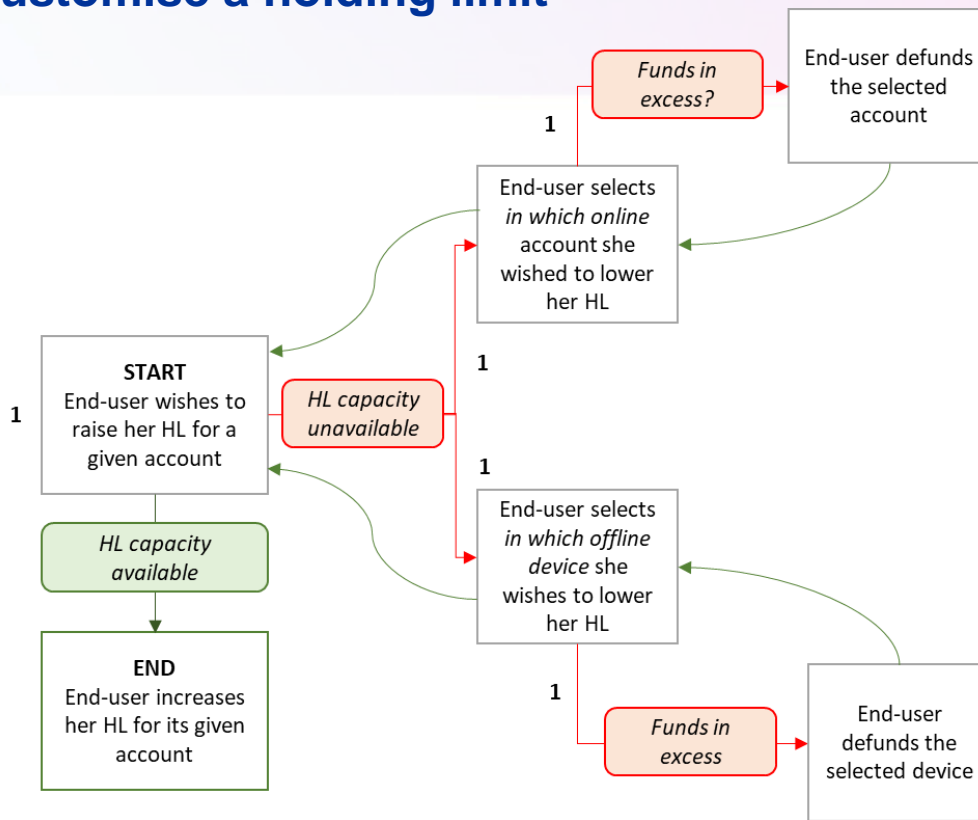 ustomise a holding limit
Funds in
excess?
End-user defunds
the selected
account
1
End-user selects
in which online
account she
wished to lower
her HL
1
START
End-user wishes to
raise her HL for a
given account
1
HL capacity
unavailable
1
End-user selects
in which offline
device she
wishes to lower
her HL
HL capacity
available
END
End-user increases
her HL for its given
account
1
Funds in
excess
End-user
defunds the
selected device